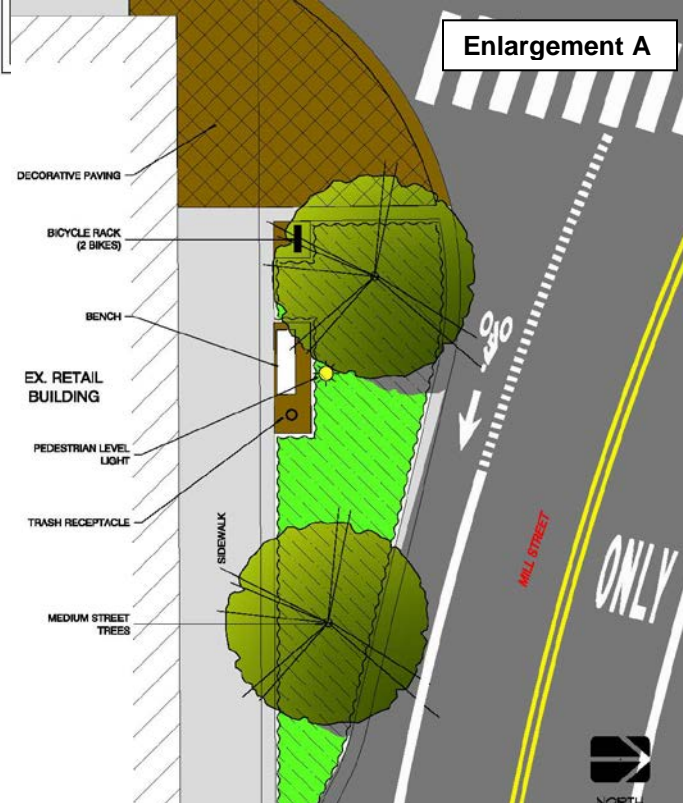 Enlargement A
DECORATIVE PAVING
BICYCLE RACK
(2 BIKES)
BENCH
EX. RETAIL
BUILDING
PEDESTRIAN LEVEL
LIGHT
TRASH RECEPTACLE
SIDEWALK
MEDIUM STREET
TREES
MILL STREET
ONLY
NORTH